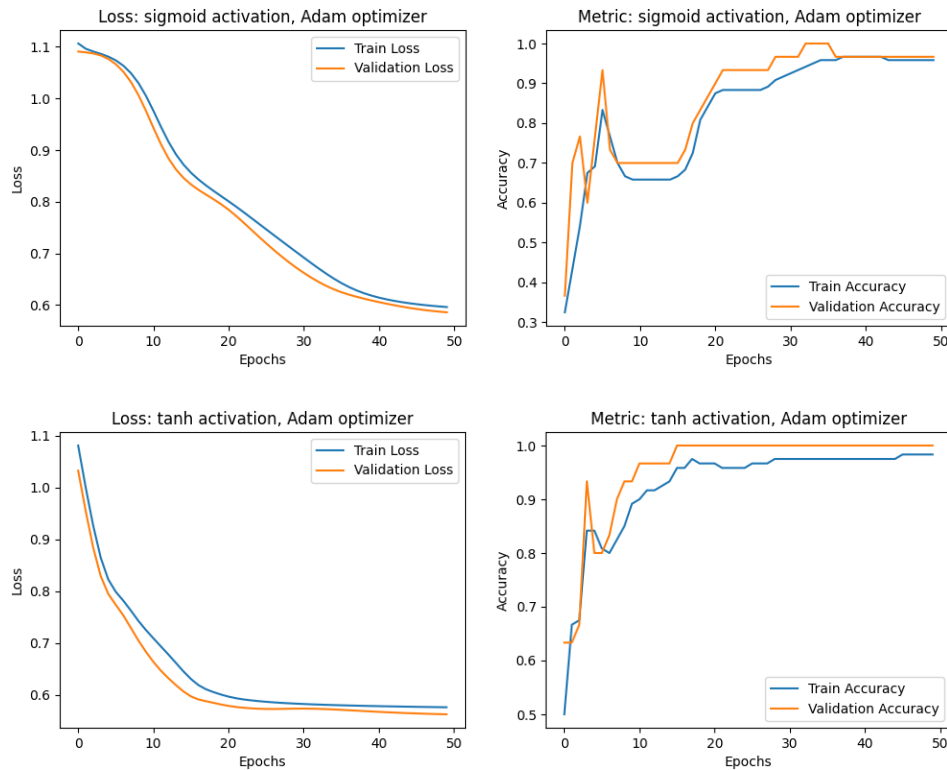 Loss: sigmoid activation, Adam optimizer
1.1
1.0
0.9
0.8
0.7
0.6
Loss
Train Loss
Validation Loss
0
10
20
30
40
50
Epochs
Metric: sigmoid activation, Adam optimizer
1.0
0.9
0.8
0.7
0.6
0.5
0.4
0.3
Accuracy
Train Accuracy
Validation Accuracy
0
10
20
30
40
50
Epochs
Loss: tanh activation, Adam optimizer
1.1
1.0
0.9
0.8
0.7
0.6
Loss
Train Loss
Validation Loss
0
10
20
30
40
50
Epochs
Metric: tanh activation, Adam optimizer
1.0
0.9
0.8
0.7
0.6
0.5
Accuracy
Train Accuracy
Validation Accuracy
0
10
20
30
40
50
Epochs